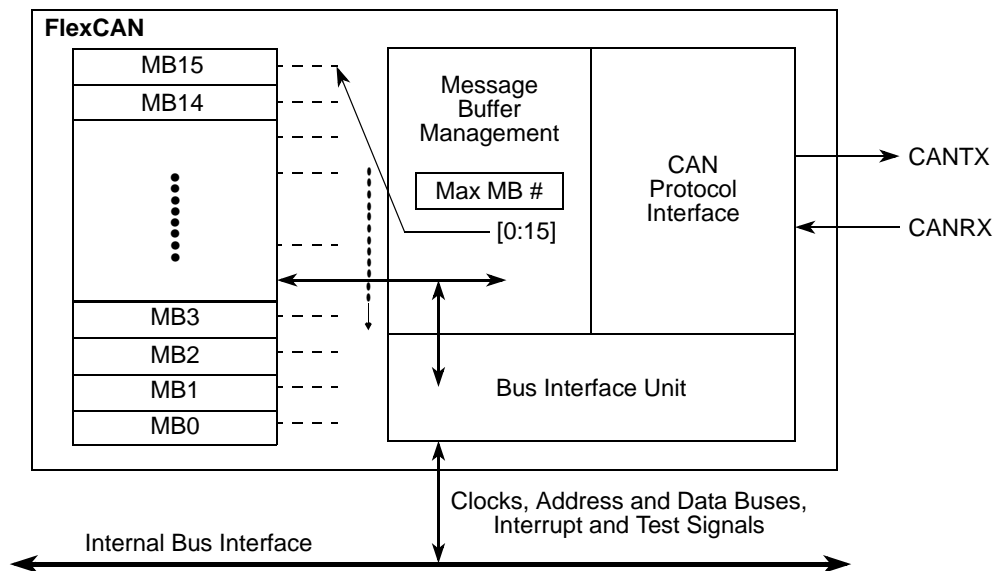 FlexCAN
MB15
MB14
MB3
MB2
MB1
MB0
Message
Buffer
Management
Max MB #
[0:15]
CAN
Protocol
Interface
CANTX
CANRX
Bus Interface Unit
Clocks, Address and Data Buses,
Interrupt and Test Signals
Internal Bus Interface